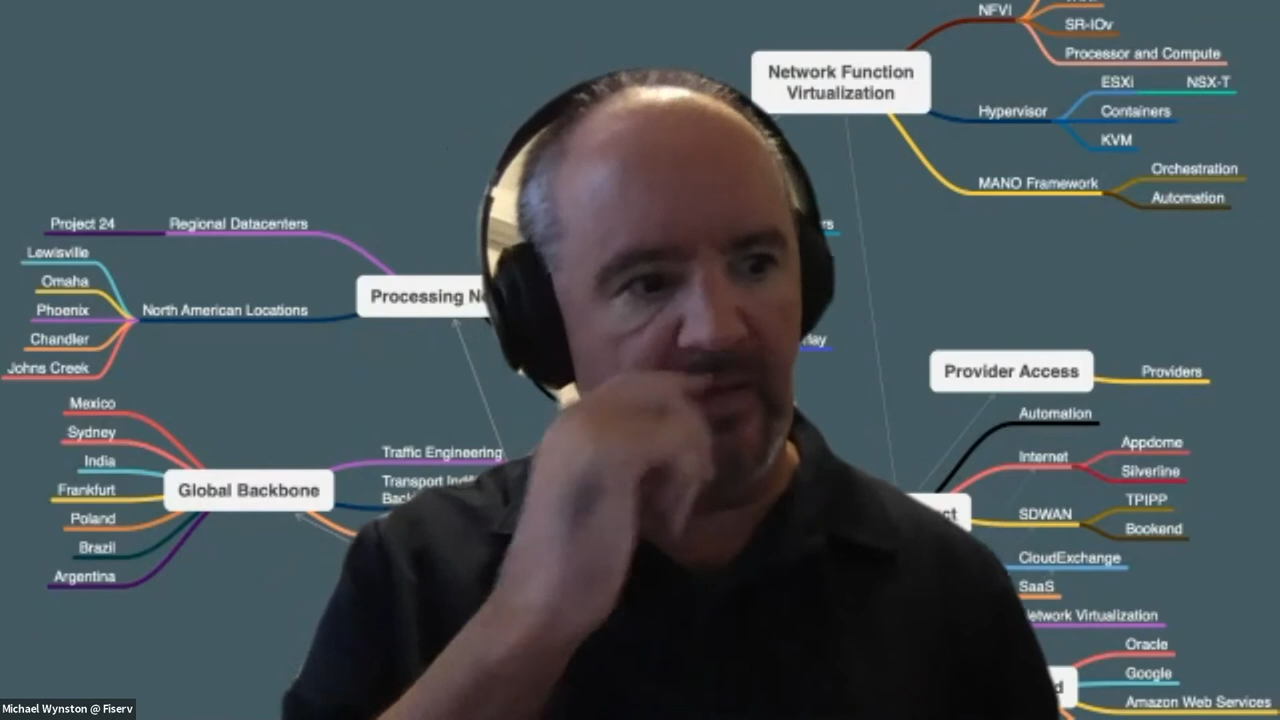 NFVI
SR-IOv
Processor and Compute
Network Function
Virtualization
ESXi
NSX-T
Hypervisor
Containers
KVM
MANO Framework
Orchestration
Automation
Project 24
Regional Datacenters
Lewisville
Omaha
Phoenix
North American Locations
Chandler
Johns Creek
Processing
Provider Access
Providers
Mexico
Sydney
India
Frankfurt
Poland
Brazil
Argentina
Global Backbone
Traffic Engineering
Transport
Automation
Internet
Appdome
Silverline
SDWAN
TPIPP
Bookend
CloudExchange
SaaS
Virtualization
Oracle
Google
Amazon Web Services
Michael Wynston @ Fiserv